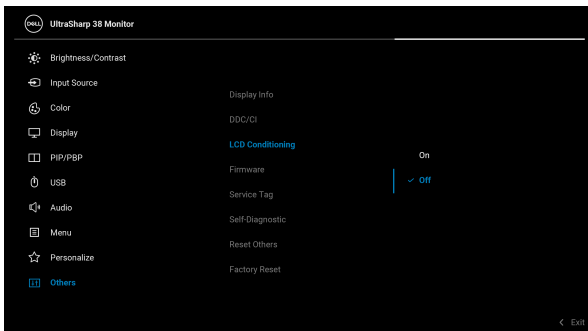 DELL UltraSharp 38 Monitor
Brightness/Contrast
Input Source
Color
Display
PIP/PBP
USB
Audio
Menu
Personalize
Others
Display Info
DDC/CI
LCD Conditioning
Firmware
Service Tag
Self-Diagnostic
Reset Others
Factory Reset
On
Off
Exit